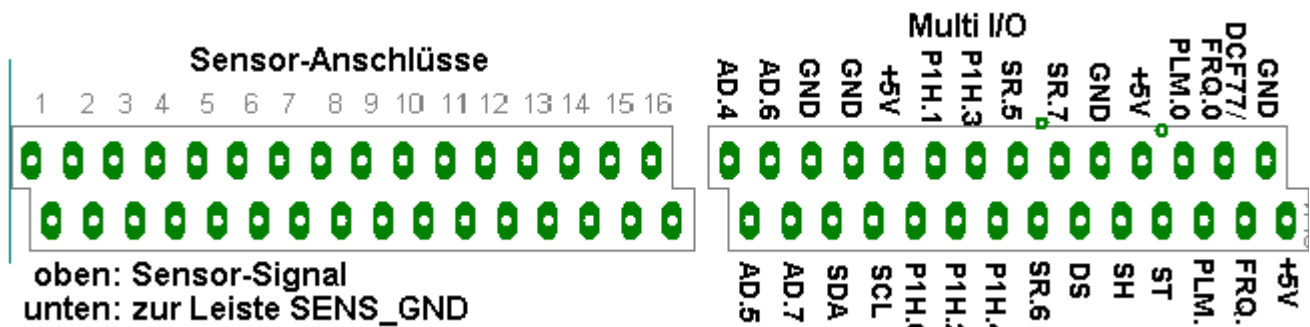 Multi I/O
Sensor-Anschlüsse
1 2 3 4 5 6 7 8 9 10 11 12 13 14 15 16
AD.4
AD.6
GND
GND
+5V
P1H.1
P1H.3
SR.5
SR.7
GND
+5V
PLM.0
FRQ.0
DCF77/
GND
oben: Sensor-Signal
unten: zur Leiste SENS_GND
AD.5
AD.7
SDA
SCL
P1H.
P1H.
P1H.
SR.6
DS
SH
ST
PLM.
FRQ.
+5V